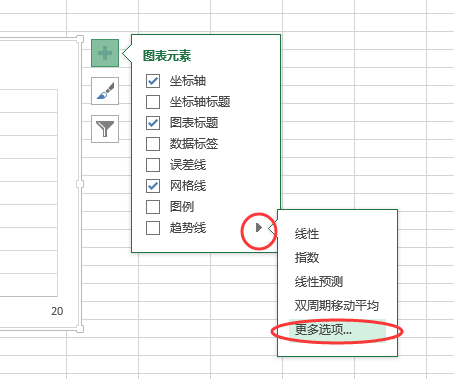 图表元素
坐标轴
坐标轴标题
图表标题
数据标签
误差线
网格线
图例
趋势线
线性
指数
线性预测
双周期移动平均
更多选项...
20